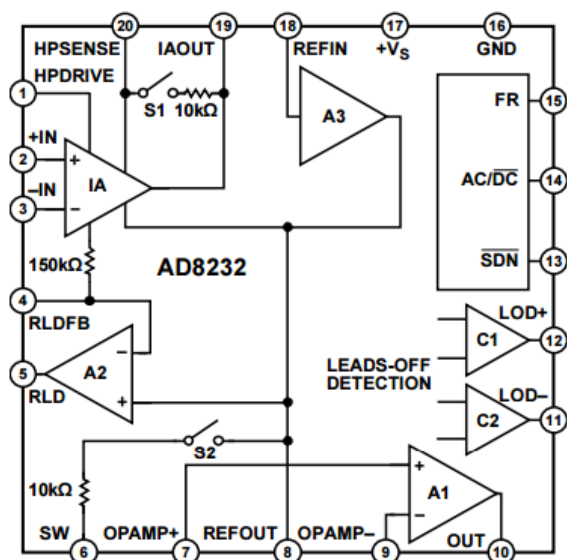 20 19 18 17 16
HPSENSE IAOUT REFIN +VS GND
HPDRIVE
1
S1 10kΩ
A3
FR 15
+IN
2
+ IA
AC/DC 14
–IN
3
–
150kΩ
AD8232
SDN 13
4
RLDFB
LOD+
C1 12
–
5 A2
RLD
+
LEADS-OFF
DETECTION
LOD–
C2 11
S2
10kΩ
+
A1
–
SW OPAMP+ REFOUT OPAMP– OUT
6 7 8 9 10